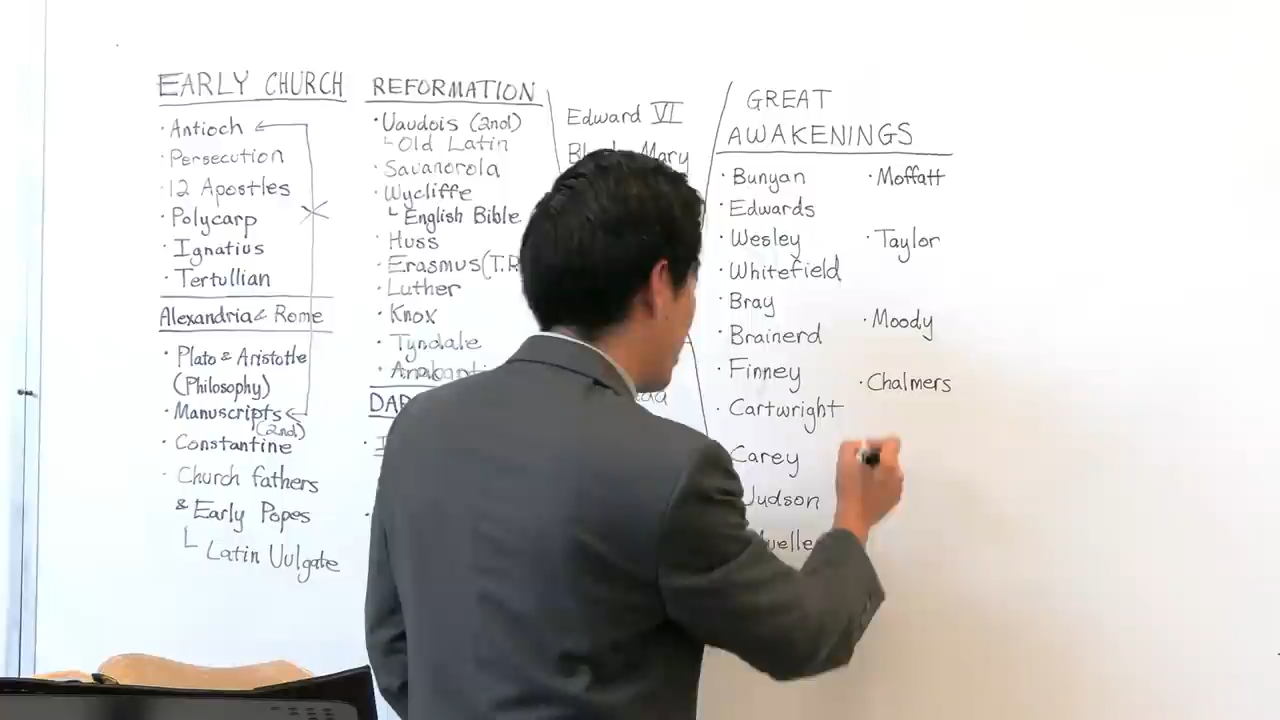 EARLY CHURCH
· Antioch
· Persecution
· 12 Apostles
· Polycarp
· Ignatius
· Tertullian
Alexandria & Rome
· Plato & Aristotle
(Philosophy)
· Manuscripts
(2nd)
· Constantine
· Church fathers
& Early Popes
Latin Vulgate
REFORMATION
· Vaudois (2nd)
Old Latin
· Savanorola
· Wycliffe
English Bible
· Huss
· Erasmus (T.R
· Luther
· Knox
· Tyndale
Edward VI
Mary
GREAT
AWAKENINGS
· Bunyan
· Edwards
· Wesley
· Whitefield
· Bray
· Brainerd
· Finney
· Cartwright
Carey
Judson
· Moffatt
· Taylor
· Moody
· Chalmers